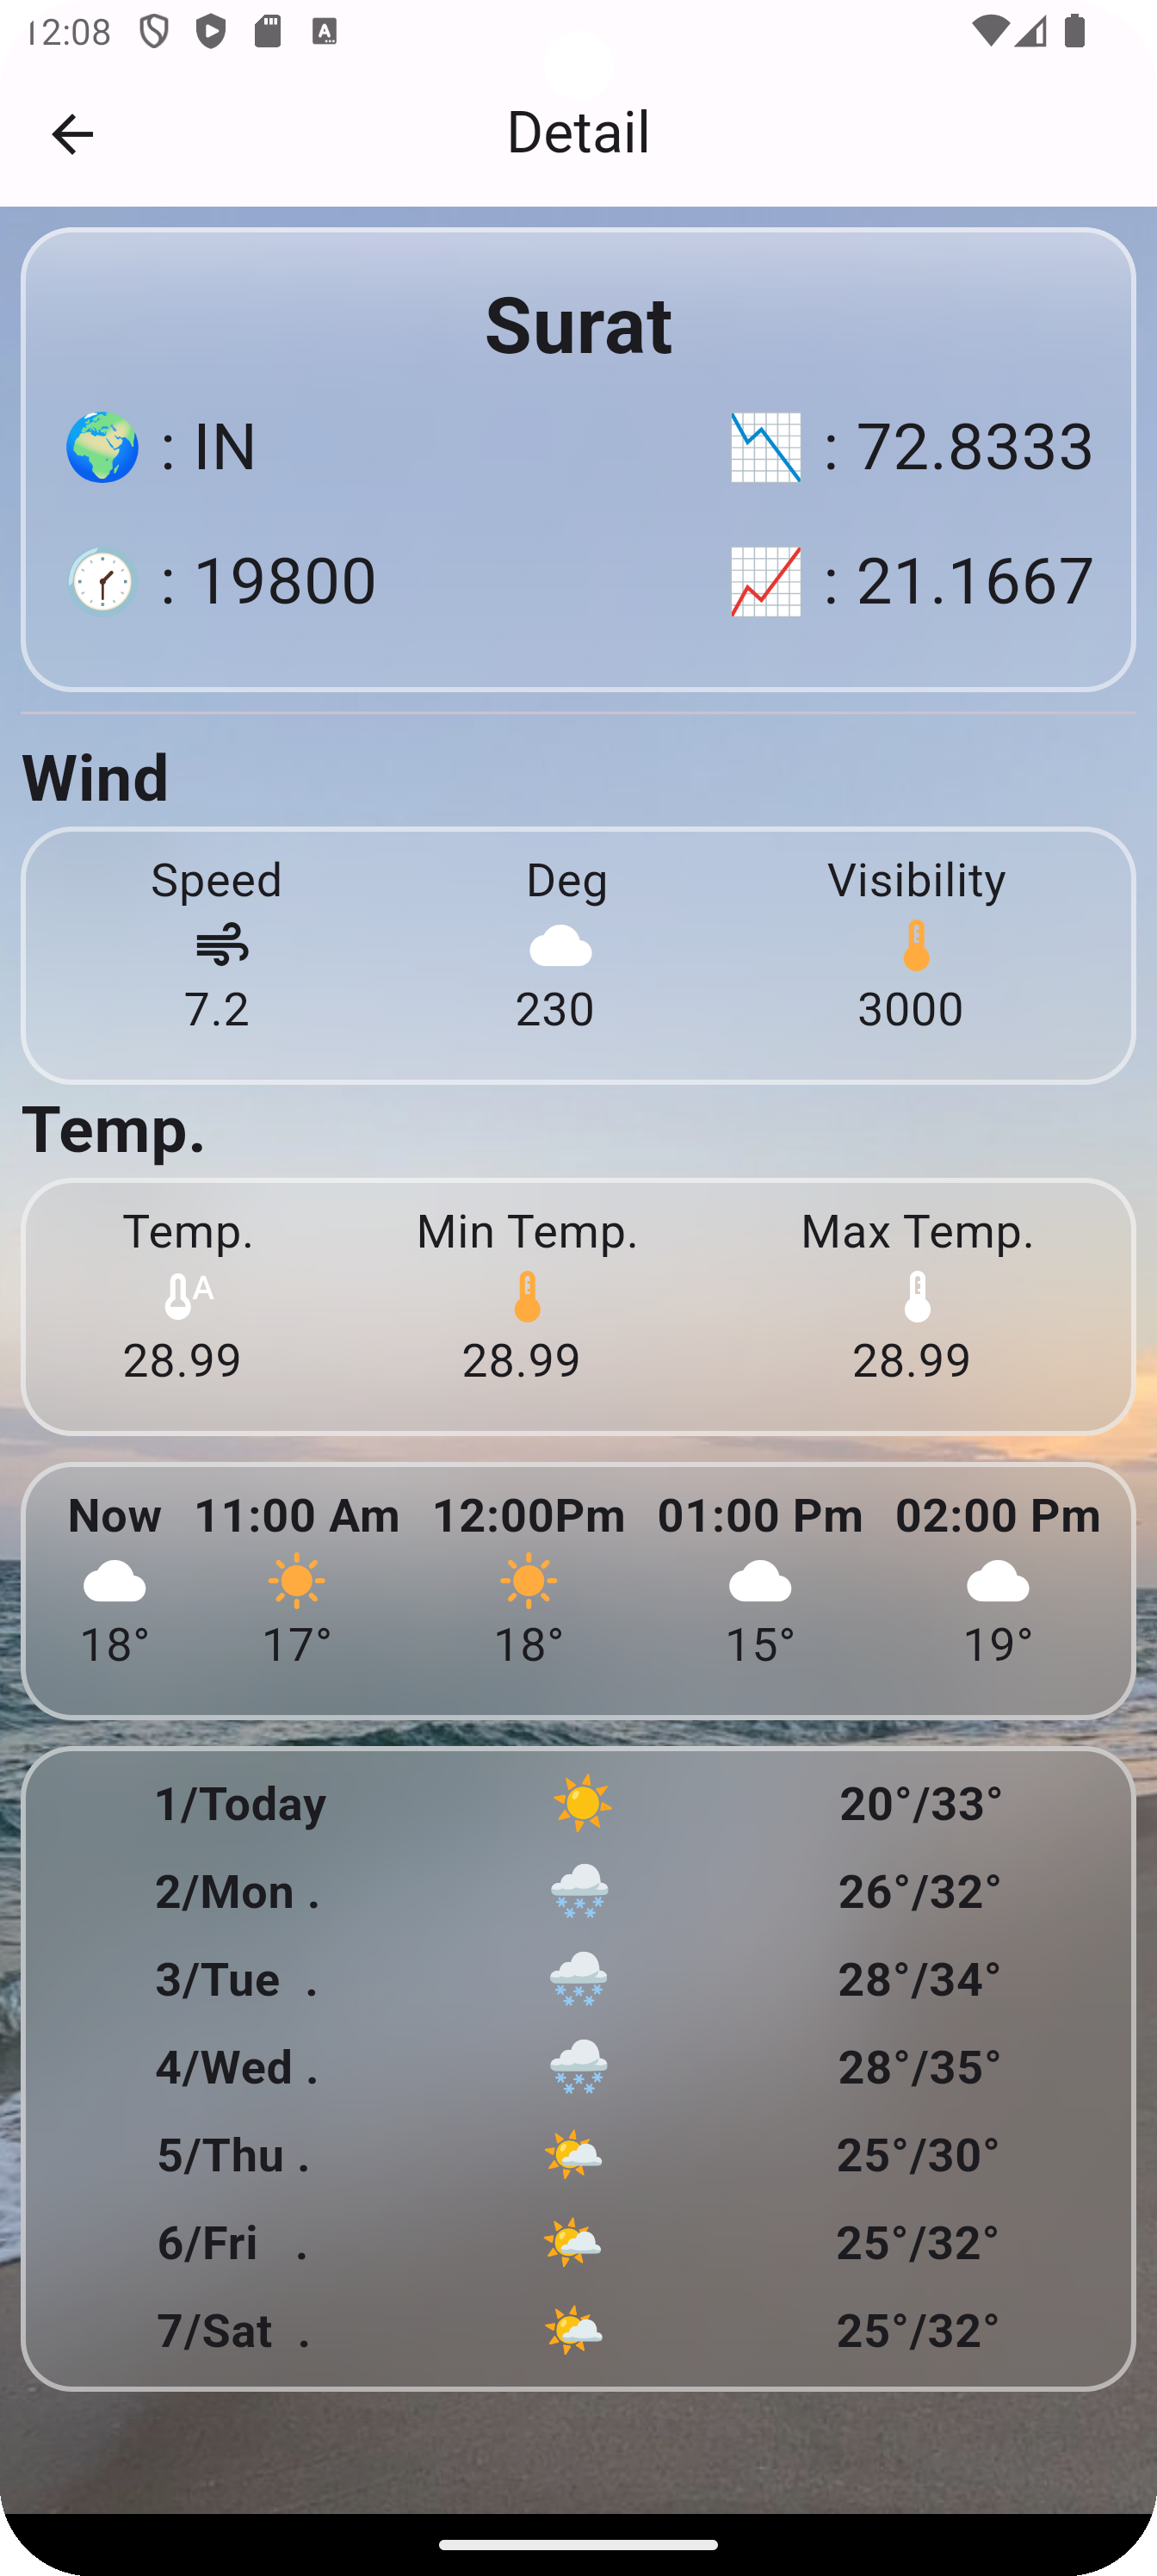 12:08
Detail
Surat
: IN : 72.8333
: 19800 : 21.1667
Wind
Speed Deg Visibility
7.2 230 3000
Temp.
Temp. Min Temp. Max Temp.
A
28.99 28.99 28.99
Now 11:00 Am 12:00Pm 01:00 Pm 02:00 Pm
18° 17° 18° 15° 19°
1/Today 20°/33°
2/Mon . 26°/32°
3/Tue . 28°/34°
4/Wed . 28°/35°
5/Thu . 25°/30°
6/Fri . 25°/32°
7/Sat . 25°/32°